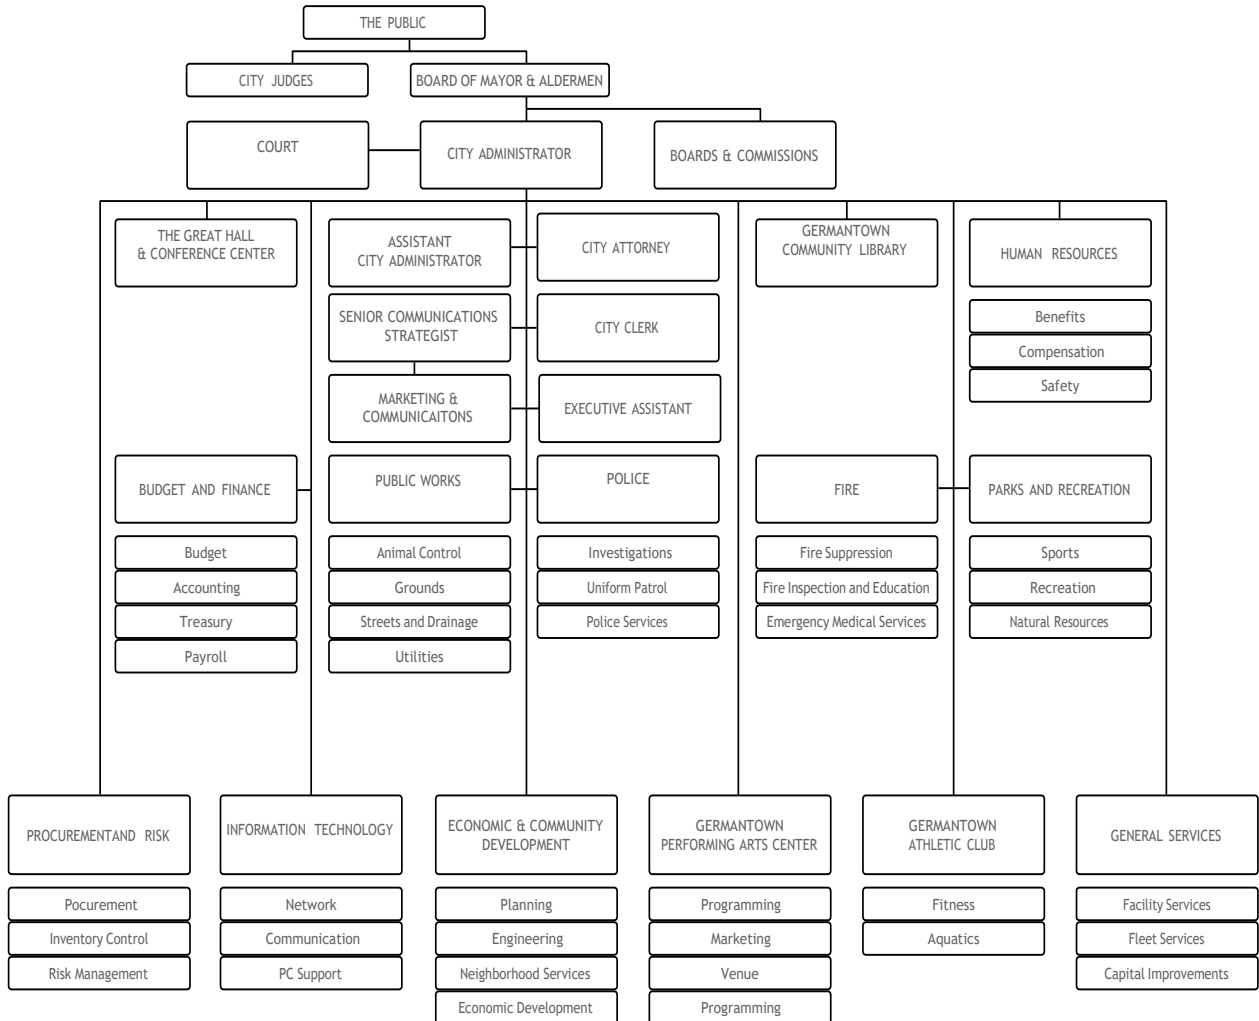 THE PUBLIC
CITY JUDGES
BOARD OF MAYOR & ALDERMEN
COURT
CITY ADMINISTRATOR
BOARDS & COMMISSIONS
THE GREAT HALL
& CONFERENCE CENTER
ASSISTANT
CITY ADMINISTRATOR
CITY ATTORNEY
GERMANTOWN
COMMUNITY LIBRARY
HUMAN RESOURCES
SENIOR COMMUNICATIONS
STRATEGIST
CITY CLERK
Benefits
Compensation
Safety
MARKETING &
COMMUNICAITONS
EXECUTIVE ASSISTANT
BUDGET AND FINANCE
Budget
Accounting
Treasury
Payroll
PUBLIC WORKS
Animal Control
Grounds
Streets and Drainage
Utilities
POLICE
Investigations
Uniform Patrol
Police Services
FIRE
Fire Suppression
Fire Inspection and Education
Emergency Medical Services
PARKS AND RECREATION
Sports
Recreation
Natural Resources
PROCUREMENTAND RISK
Pocurement
Inventory Control
Risk Management
INFORMATION TECHNOLOGY
Network
Communication
PC Support
ECONOMIC & COMMUNITY
DEVELOPMENT
Planning
Engineering
Neighborhood Services
Economic Development
GERMANTOWN
PERFORMING ARTS CENTER
Programming
Marketing
Venue
Programming
GERMANTOWN
ATHLETIC CLUB
Fitness
Aquatics
GENERAL SERVICES
Facility Services
Fleet Services
Capital Improvements